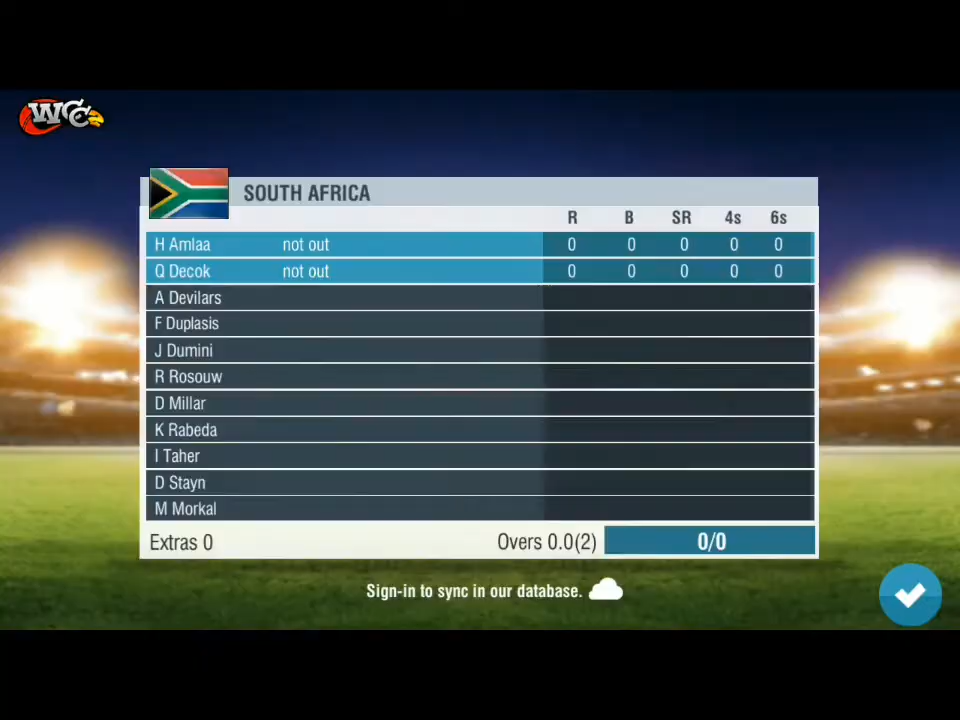 WCC
SOUTH AFRICA
R B SR 4s 6s
H Amlaa not out 0 0 0 0 0
Q Decok not out 0 0 0 0 0
A Devilars
F Duplasis
J Dumini
R Rosouw
D Millar
K Rabeda
I Taher
D Stayn
M Morkal
Extras 0 Overs 0.0(2) 0/0
Sign-in to sync in our database.